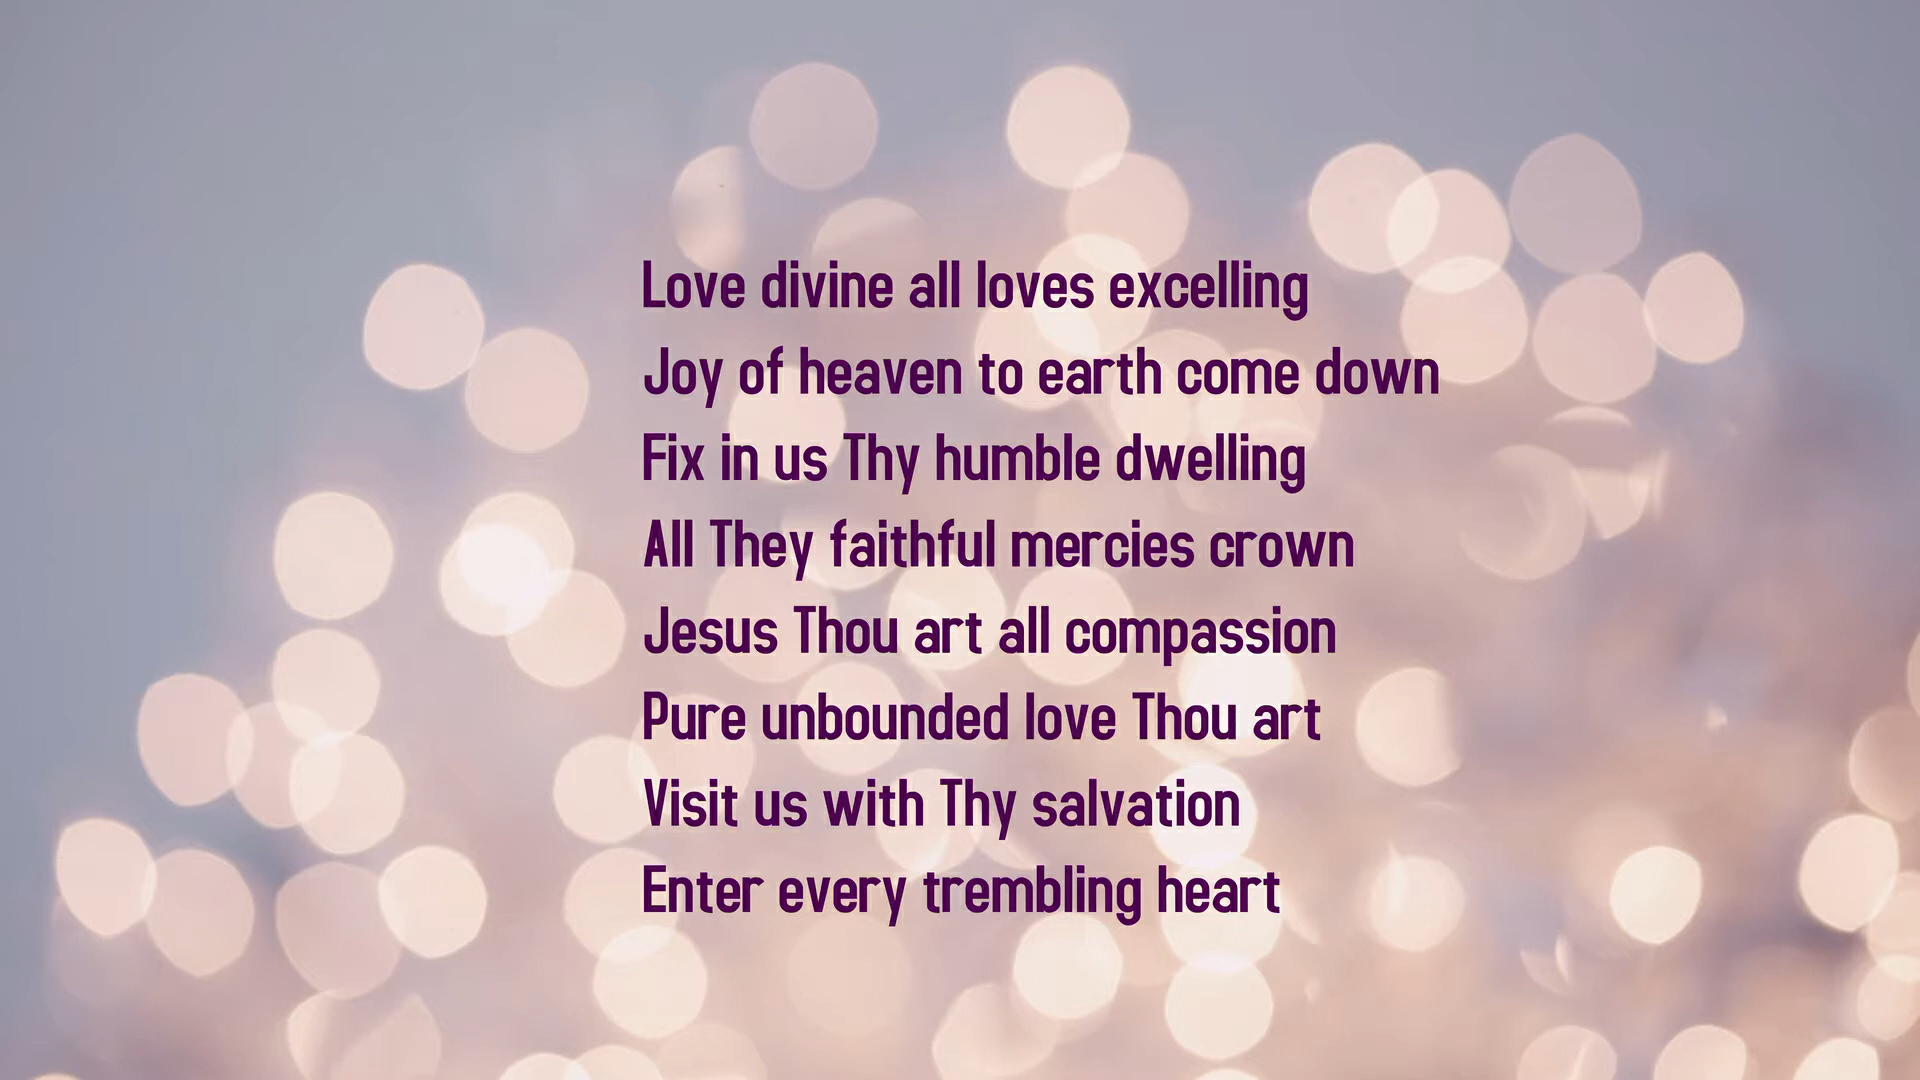 Love divine all loves excelling
Joy of heaven to earth come down
Fix in us Thy humble dwelling
All They faithful mercies crown
Jesus Thou art all compassion
Pure unbounded love Thou art
Visit us with Thy salvation
Enter every trembling heart